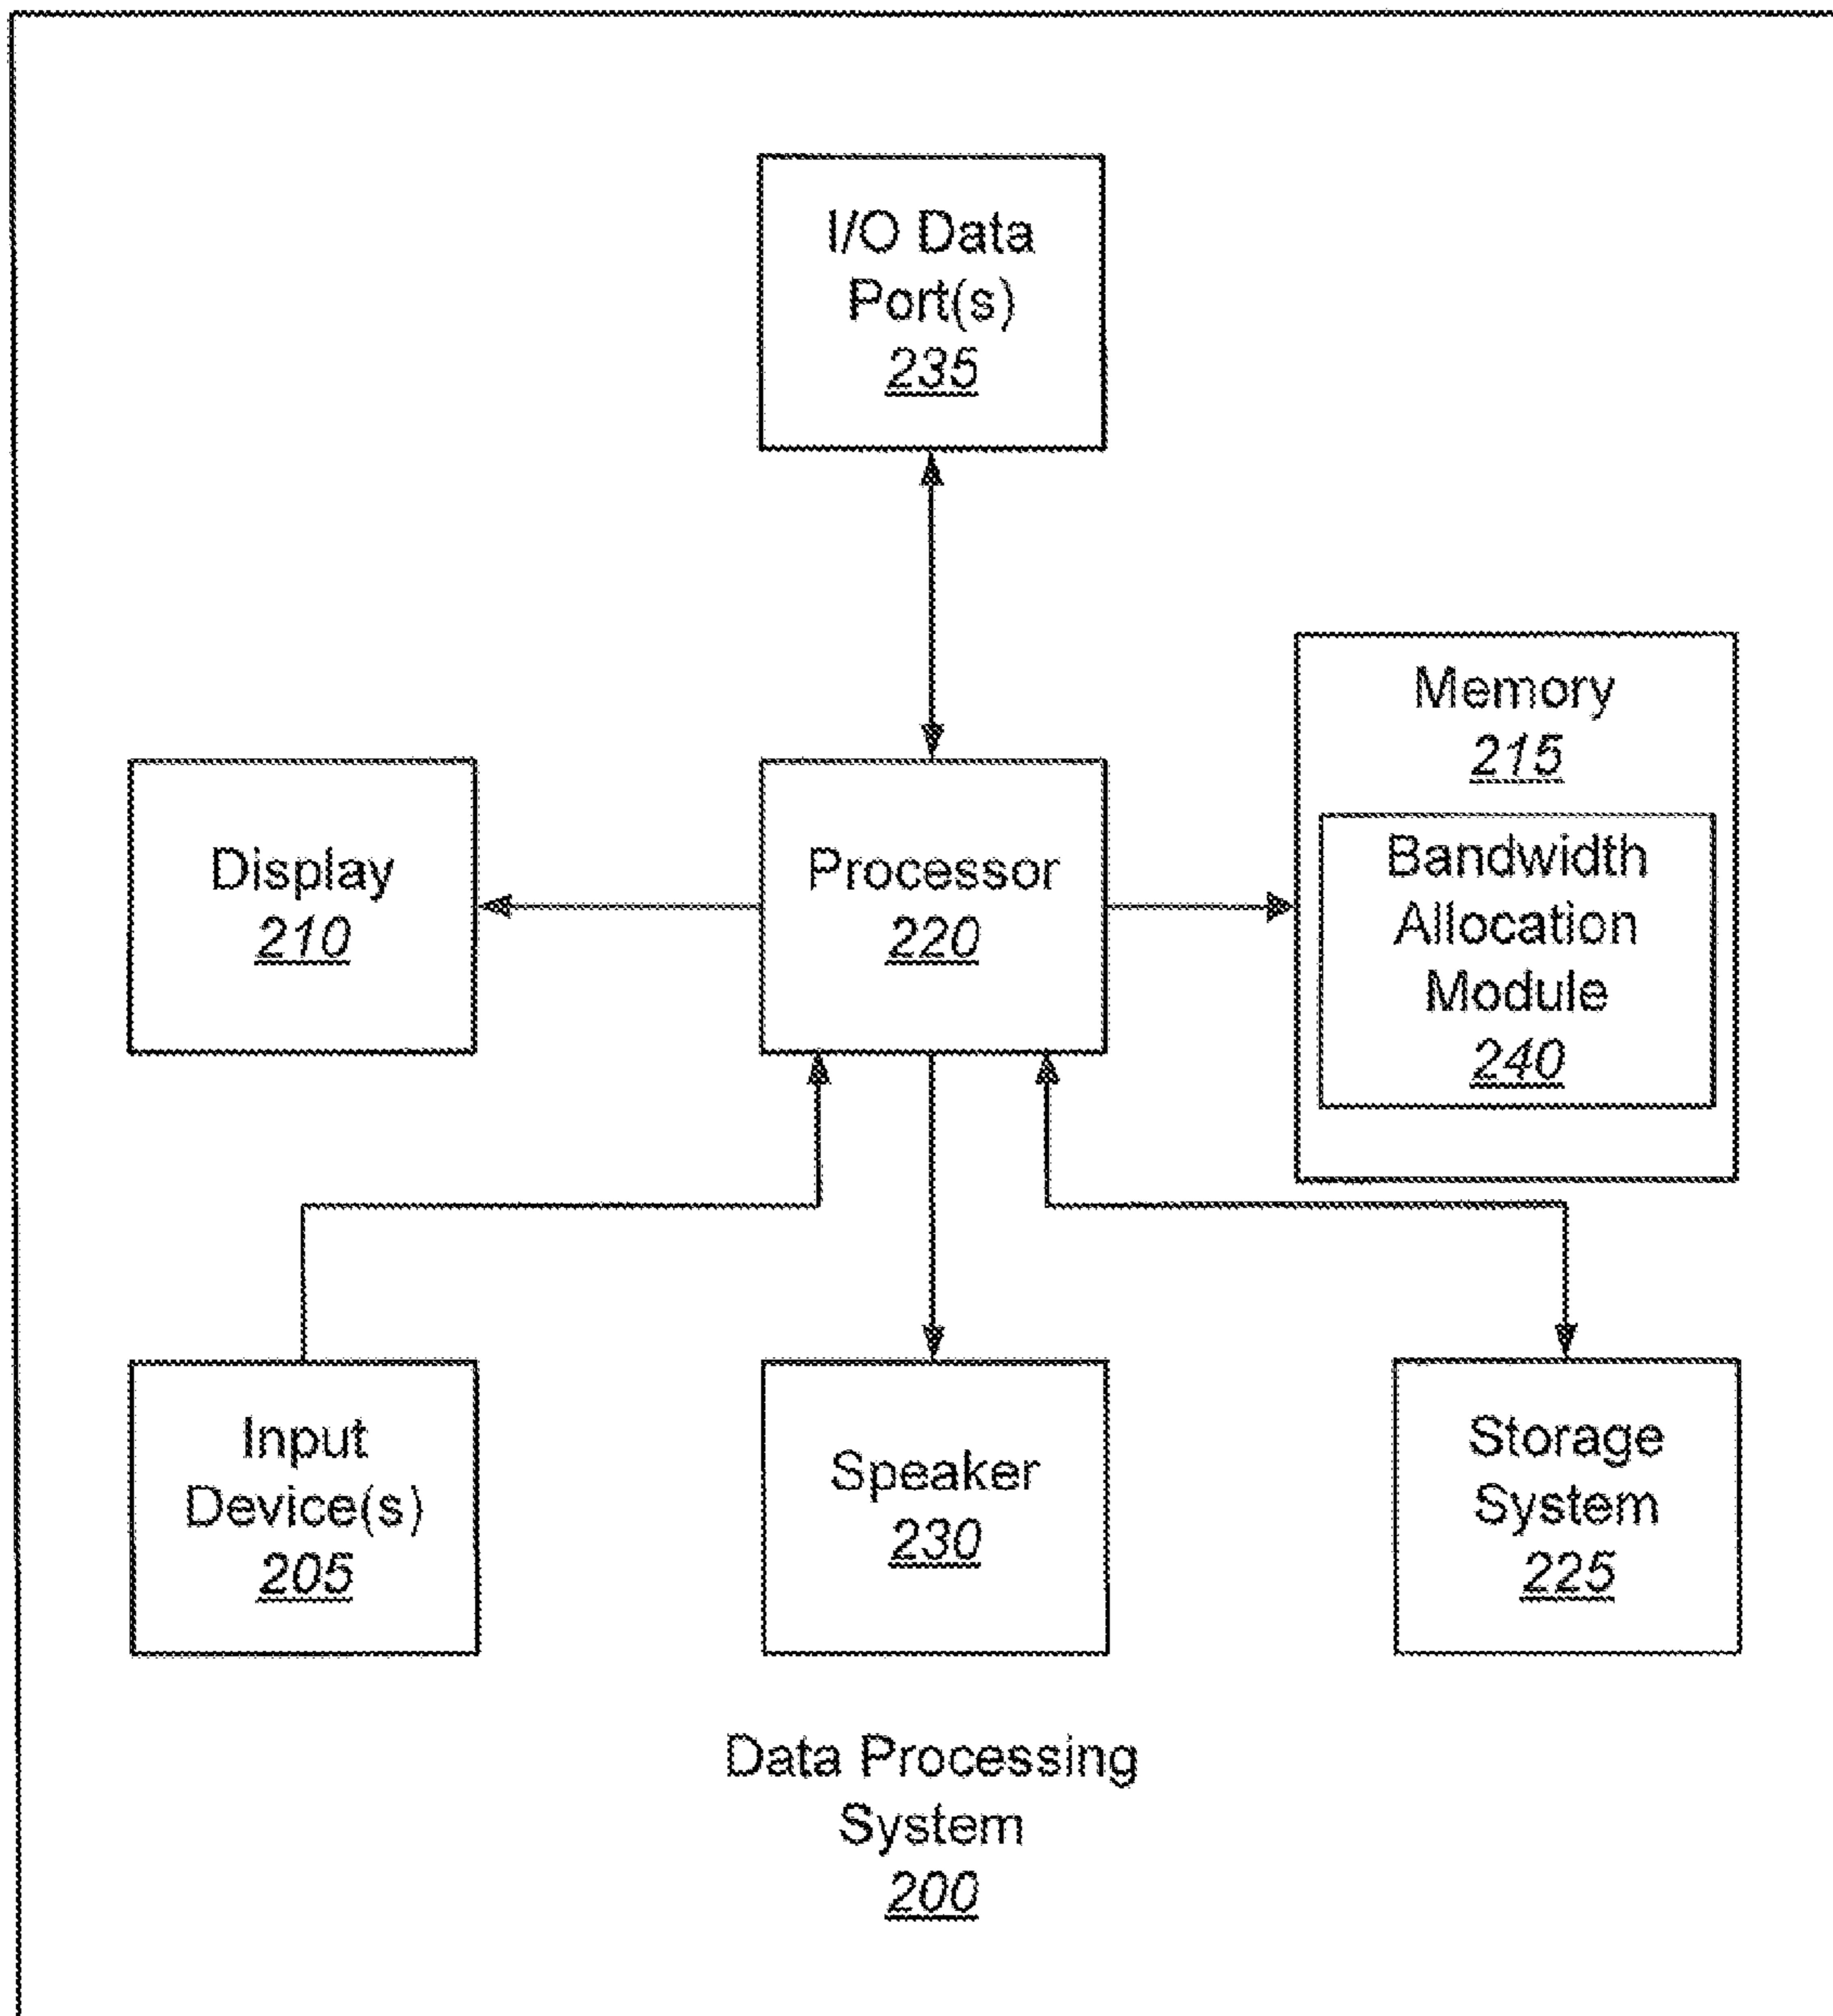 I/O Data
Port(s)
235
Memory
215
Bandwidth
Allocation
Module
240
Display
210
Processor
220
Input
Device(s)
205
Speaker
230
Storage
System
225
Data Processing
System
200